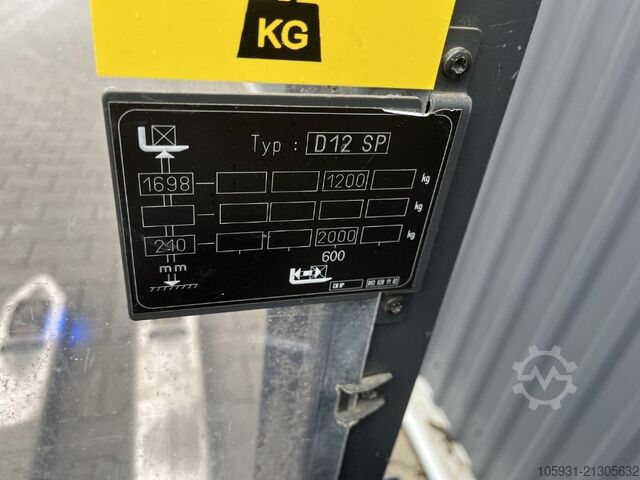 KG
Typ : D12 SP
1698 1200 kg
kg
240 2000 kg
mm 600
105931-21305632